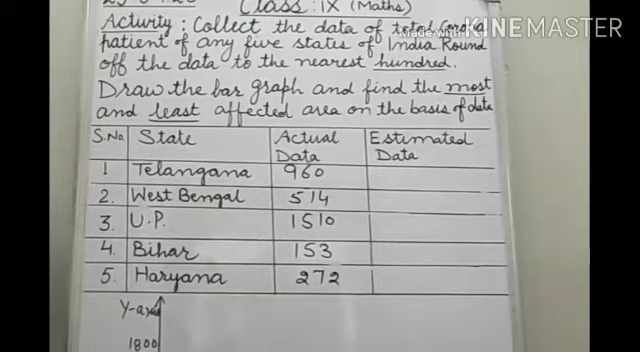 Class : IX (Maths)
Made with KINEMASTER
Activity : Collect the data of total
patient of any five states of India Round
off the data to the nearest hundred.
Draw the bar graph and find the most
and least affected area on the basis of data
S.No State Actual Data Estimated Data
1 Telangana 960
2. West Bengal 514
3. U.P. 1510
4. Bihar 153
5. Haryana 272
Y-axis
1800